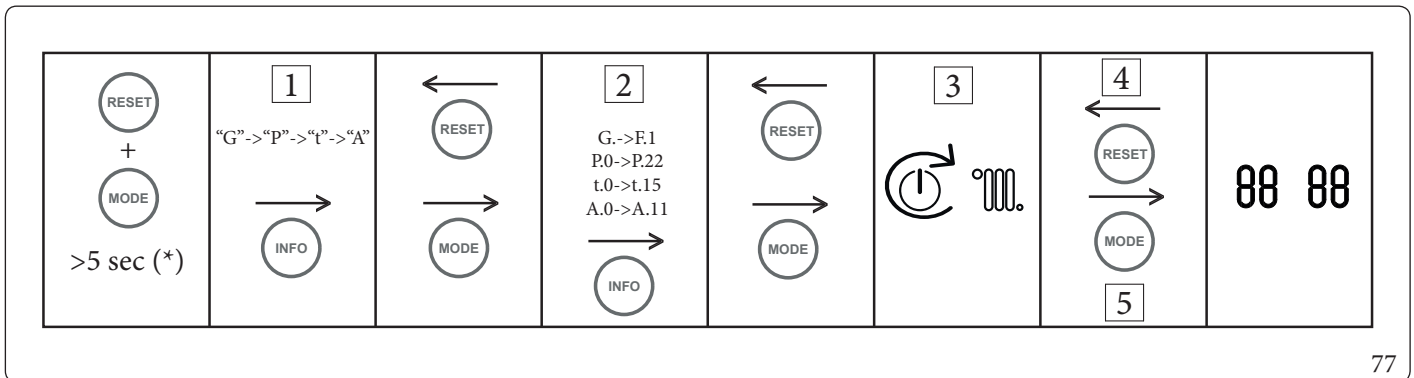 RESET
+
MODE
>5 sec (*)
1
“G”->“P”->“t”->“A”
INFO
RESET
MODE
2
G.->F.1
P.0->P.22
t.0->t.15
A.0->A.11
INFO
RESET
MODE
3
4
RESET
MODE
5
88 88
77